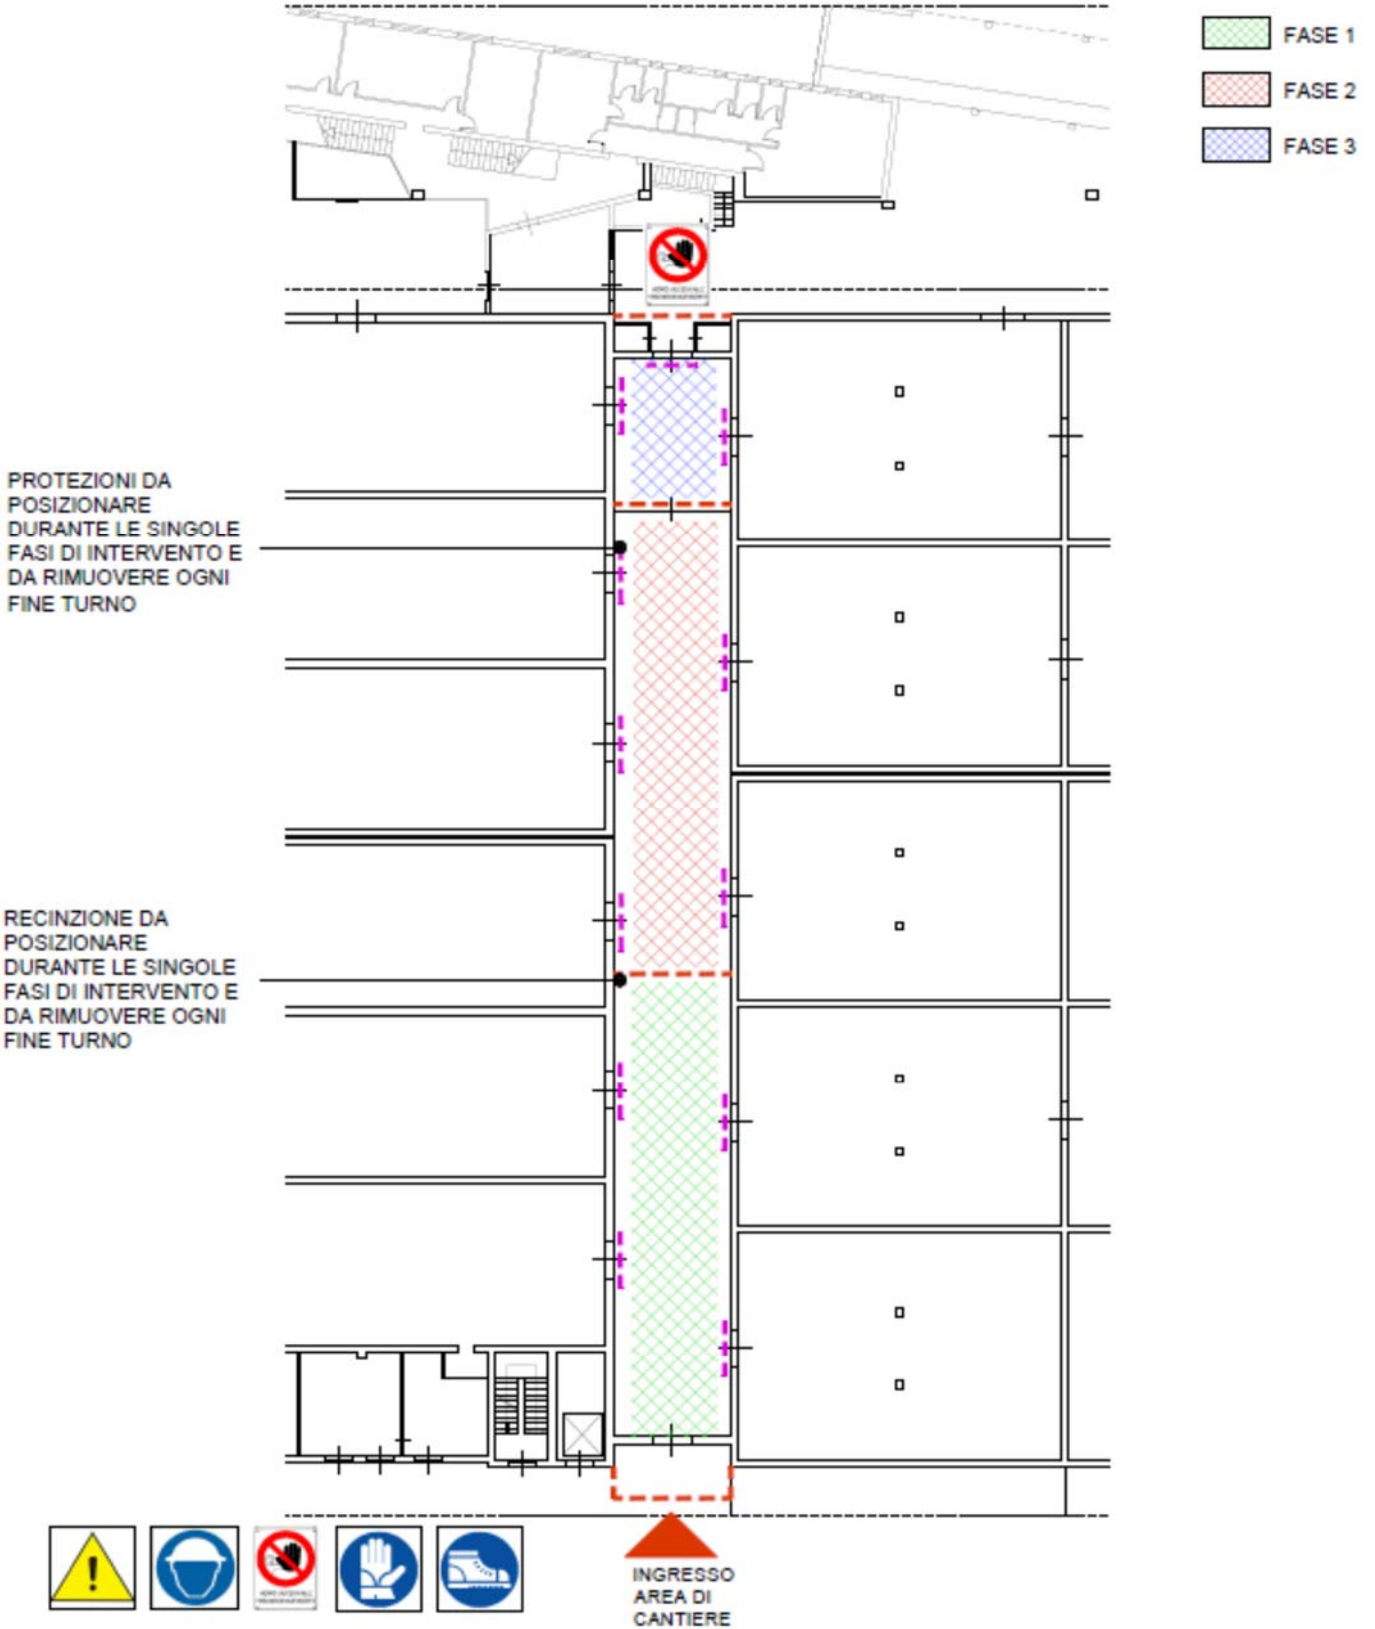 FASE 1
FASE 2
FASE 3
PROTEZIONI DA
POSIZIONARE
DURANTE LE SINGOLE
FASI DI INTERVENTO E
DA RIMUOVERE OGNI
FINE TURNO
RECINZIONE DA
POSIZIONARE
DURANTE LE SINGOLE
FASI DI INTERVENTO E
DA RIMUOVERE OGNI
FINE TURNO
INGRESSO
AREA DI
CANTIERE